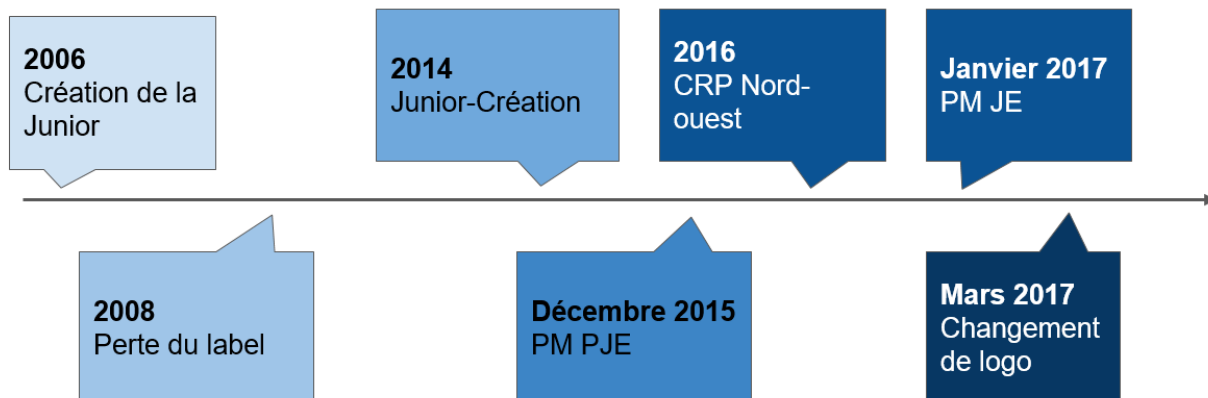 2006
Création de la
Junior
2008
Perte du label
2014
Junior-Création
Décembre 2015
PM PJE
2016
CRP Nord-
ouest
Janvier 2017
PM JE
Mars 2017
Changement
de logo